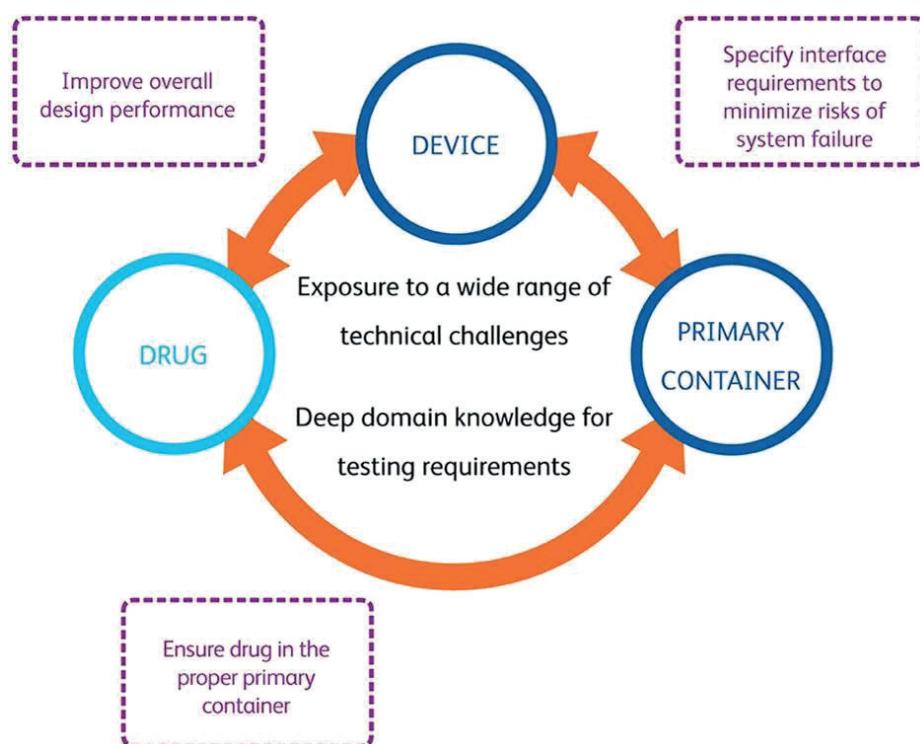 Improve overall
design performance
Specify interface
requirements to
minimize risks of
system failure
DEVICE
Exposure to a wide range of
technical challenges
DRUG
PRIMARY
CONTAINER
Deep domain knowledge for
testing requirements
Ensure drug in the
proper primary
container